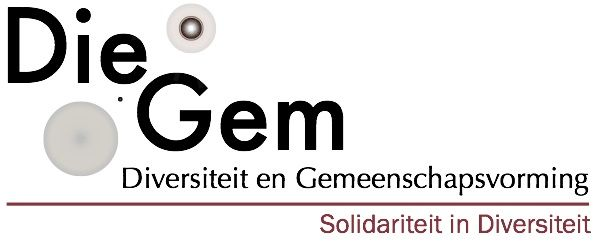 Die
Gem
Diversiteit en Gemeenschapsvorming
Solidariteit in Diversiteit